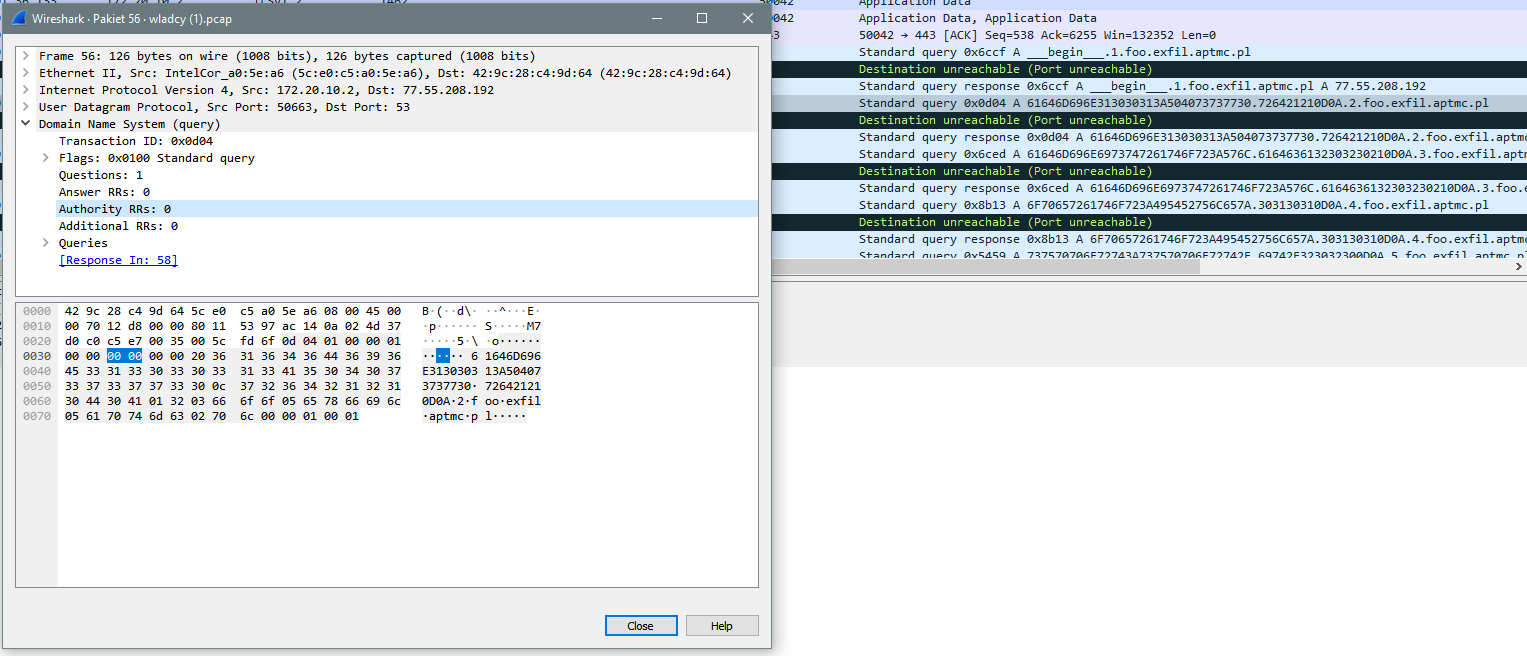 Wireshark · Pakiet 56 · wladcy (1).pcap
Frame 56: 126 bytes on wire (1008 bits), 126 bytes captured (1008 bits)
Ethernet II, Src: IntelCor_a0:5e:a6 (5c:e0:c5:a0:5e:a6), Dst: 42:9c:28:c4:9d:64 (42:9c:28:c4:9d:64)
Internet Protocol Version 4, Src: 172.20.10.2, Dst: 77.55.208.192
User Datagram Protocol, Src Port: 50663, Dst Port: 53
Domain Name System (query)
Transaction ID: 0x0d04
Flags: 0x0100 Standard query
Questions: 1
Answer RRs: 0
Authority RRs: 0
Additional RRs: 0
Queries
[Response In: 58]
0000 42 9c 28 c4 9d 64 5c e0 c5 a0 5e a6 08 00 45 00 B·(··d\· ··^···E·
0010 00 70 12 d8 00 00 80 11 53 97 ac 14 0a 02 4d 37 ·p······ S·····M7
0020 d0 c0 c5 e7 00 35 00 5c fd 6f 0d 04 01 00 00 01 ·····5·\ ·o······
0030 00 00 00 00 00 00 20 36 31 36 34 36 44 36 39 36 ······ 6 1646D696
0040 45 33 31 33 30 33 30 33 31 33 41 35 30 34 30 37 E3130303 13A50407
0050 33 37 33 37 37 33 30 0c 37 32 36 34 32 31 32 31 3737730· 72642121
0060 30 44 30 41 01 32 03 66 6f 6f 05 65 78 66 69 6c 0D0A·2·f oo·exfil
0070 05 61 70 74 6d 63 02 70 6c 00 00 01 00 01 ·aptmc·p l·····
Close
Help
50042
Application Data
Application Data, Application Data
50042 → 443 [ACK] Seq=538 Ack=6255 Win=132352 Len=0
Standard query 0x6ccf A ___begin___.1.foo.exfil.aptmc.pl
Destination unreachable (Port unreachable)
Standard query response 0x6ccf A ___begin___.1.foo.exfil.aptmc.pl A 77.55.208.192
Standard query 0x0d04 A 61646D696E313030313A504073737730.726421210D0A.2.foo.exfil.aptmc.pl
Destination unreachable (Port unreachable)
Standard query response 0x0d04 A 61646D696E313030313A504073737730.726421210D0A.2.foo.exfil.aptmc
Standard query 0x6ced A 61646D696E6973747261746F723A576C.6164636132303230210D0A.3.foo.exfil.aptmc
Destination unreachable (Port unreachable)
Standard query response 0x6ced A 61646D696E6973747261746F723A576C.6164636132303230210D0A.3.foo.e
Standard query 0x8b13 A 6F70657261746F723A495452756C657A.303130310D0A.4.foo.exfil.aptmc.pl
Destination unreachable (Port unreachable)
Standard query response 0x8b13 A 6F70657261746F723A495452756C657A.303130310D0A.4.foo.exfil.aptmc